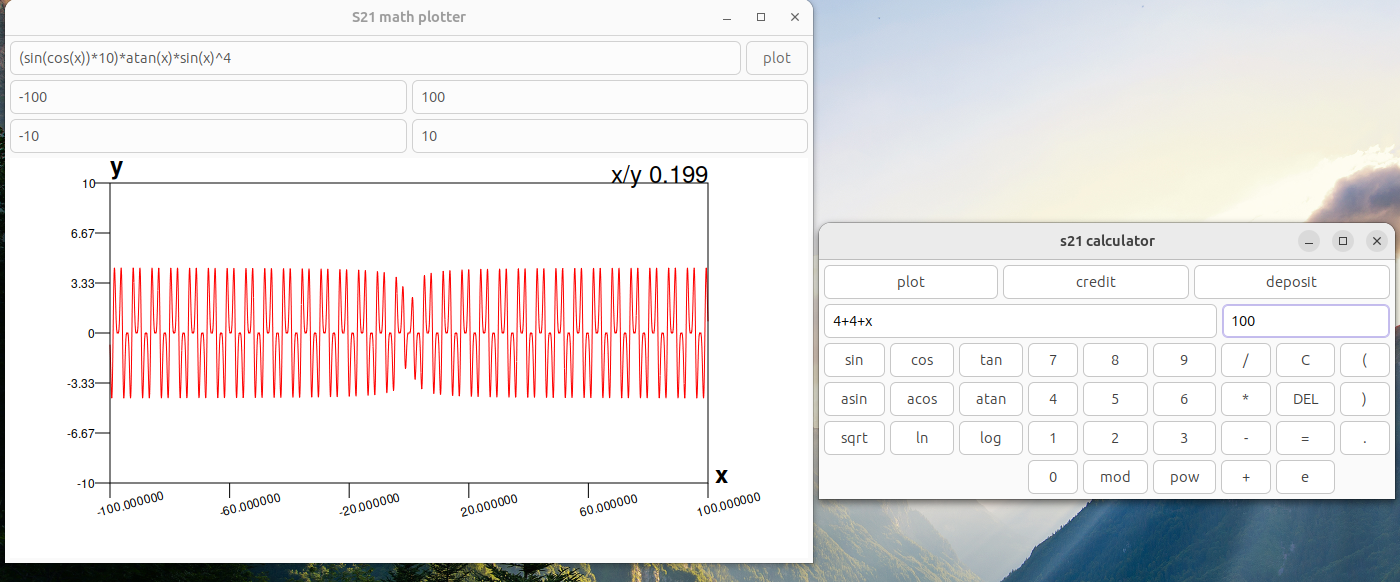 S21 math plotter
(sin(cos(x))*10)*atan(x)*sin(x)^4 plot
-100 100
-10 10
y
x/y 0.199
10
6.67
3.33
0
-3.33
-6.67
-10
x
-100.000000 -60.000000 -20.000000 20.000000 60.000000 100.000000
s21 calculator
plot credit deposit
4+4+x 100
sin cos tan 7 8 9 / C (
asin acos atan 4 5 6 * DEL )
sqrt ln log 1 2 3 - = .
0 mod pow + e